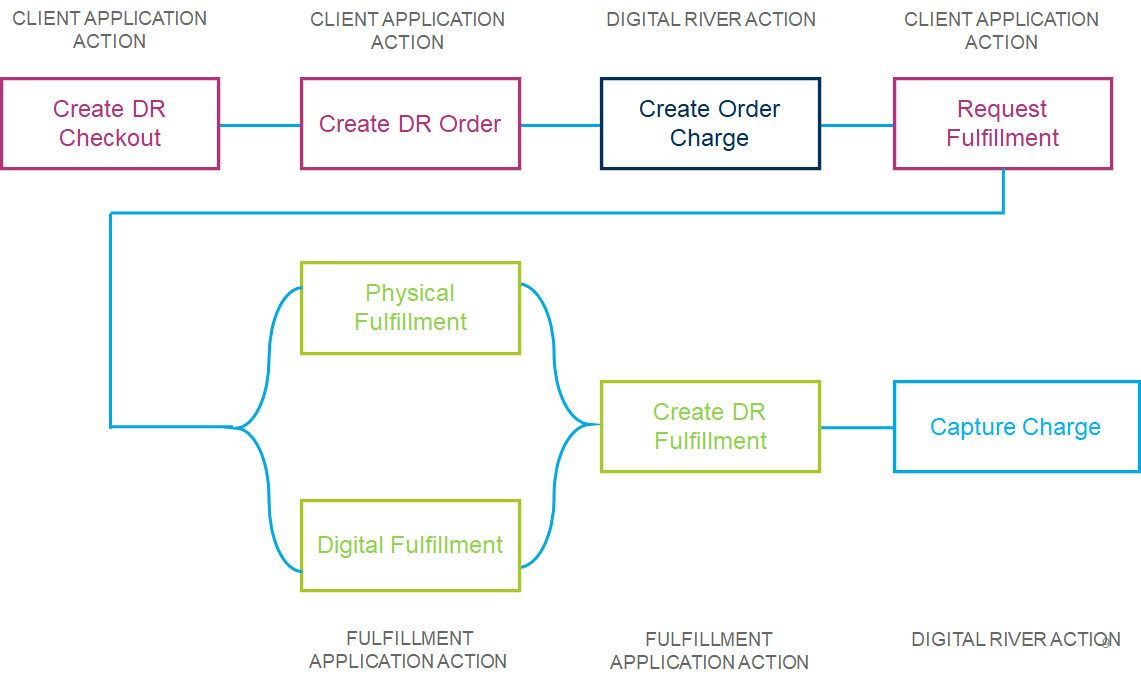 CLIENT APPLICATION
ACTION
CLIENT APPLICATION
ACTION
DIGITAL RIVER ACTION
CLIENT APPLICATION
ACTION
Create DR
Checkout
Create DR Order
Create Order
Charge
Request
Fulfillment
Physical
Fulfillment
Create DR
Fulfillment
Capture Charge
Digital Fulfillment
FULFILLMENT
APPLICATION ACTION
FULFILLMENT
APPLICATION ACTION
DIGITAL RIVER ACTION